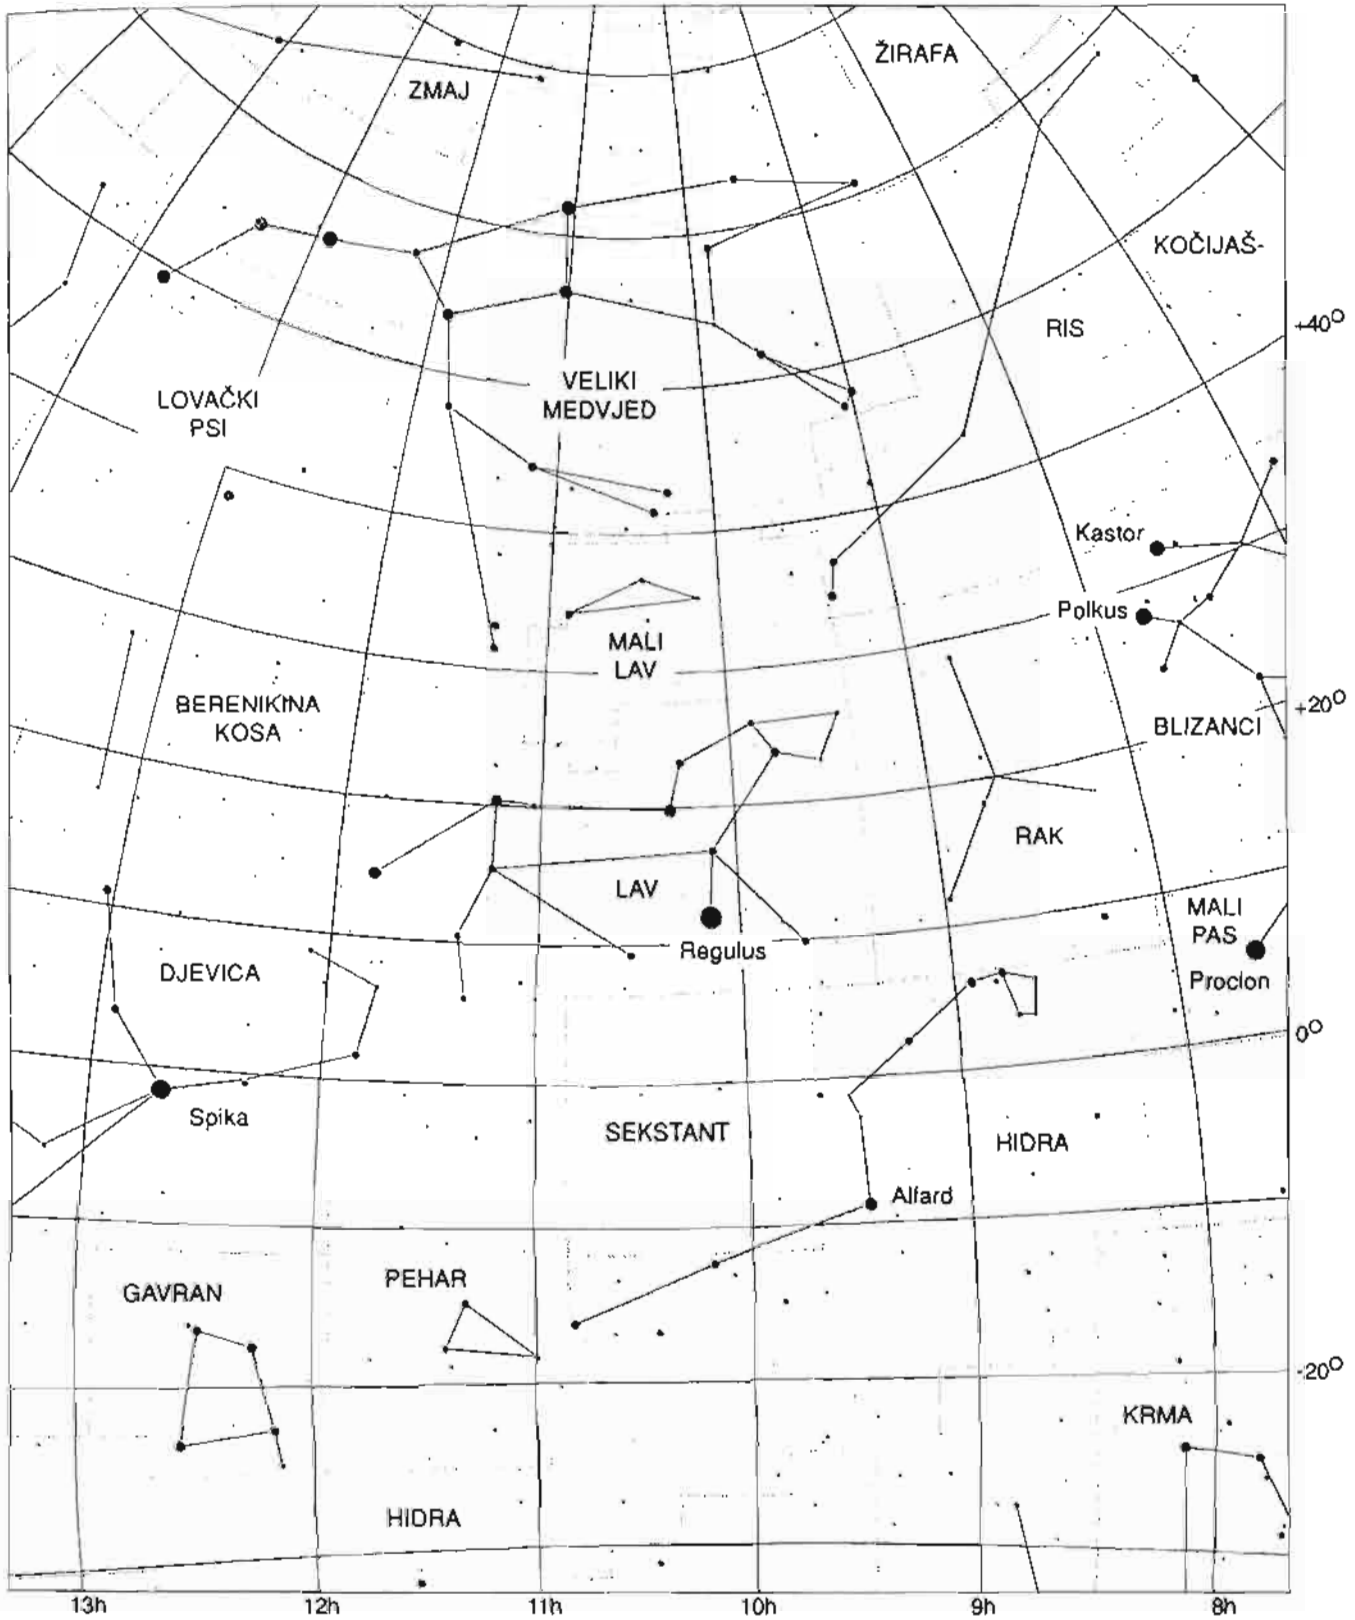 ŽIRAFA
ZMAJ
KOČIJAŠ-
+40°
RIS
VELIKI
MEDVJED
LOVAČKI
PSI
Kastor
Polkus
MALI
LAV
BERENIKINA
KOSA
+20°
BLIZANCI
RAK
LAV
MALI
PAS
Regulus
DJEVICA
Procion
0°
Spika
SEKSTANT
HIDRA
Alfard
GAVRAN
PEHAR
-20°
KRMA
HIDRA
13h 12h 11h 10h 9h 8h